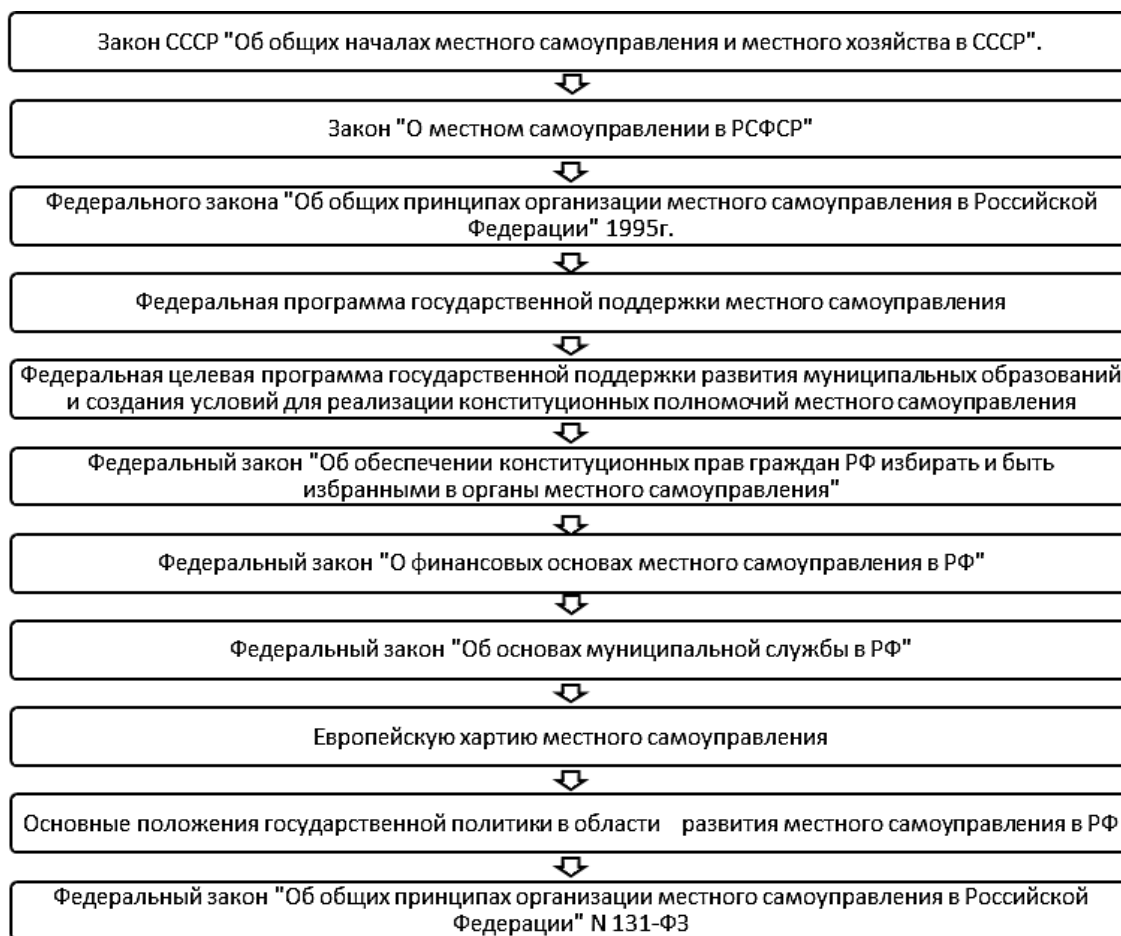 Закон СССР "Об общих началах местного самоуправления и местного хозяйства в СССР".
Закон "О местном самоуправлении в РСФСР"
Федерального закона "Об общих принципах организации местного самоуправления в Российской
Федерации" 1995г.
Федеральная программа государственной поддержки местного самоуправления
Федеральная целевая программа государственной поддержки развития муниципальных образований
и создания условий для реализации конституционных полномочий местного самоуправления
Федеральный закон "Об обеспечении конституционных прав граждан РФ избирать и быть
избранными в органы местного самоуправления"
Федеральный закон "О финансовых основах местного самоуправления в РФ"
Федеральный закон "Об основах муниципальной службы в РФ"
Европейскую хартию местного самоуправления
Основные положения государственной политики в области развития местного самоуправления в РФ
Федеральный закон "Об общих принципах организации местного самоуправления в Российской
Федерации" N 131-ФЗ